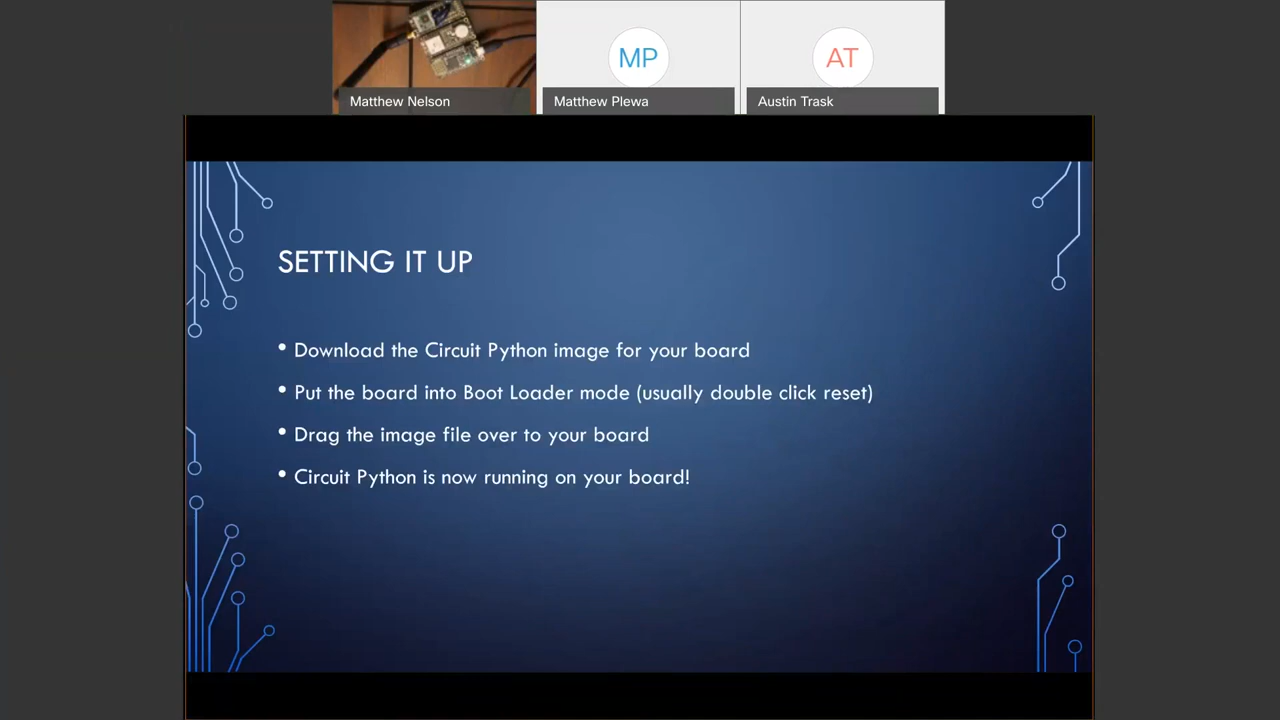 MP
AT
Matthew Nelson
Matthew Plewa
Austin Trask
SETTING IT UP
• Download the Circuit Python image for your board
• Put the board into Boot Loader mode (usually double click reset)
• Drag the image file over to your board
• Circuit Python is now running on your board!